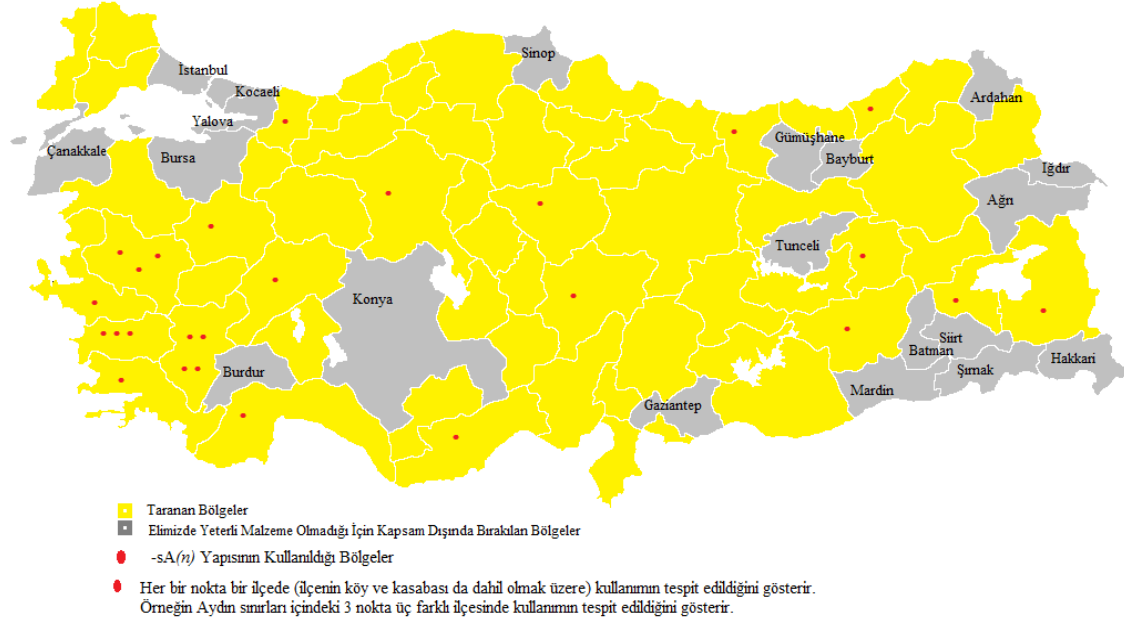 Sinop
İstanbul
Kocaeli
Ardahan
Yalova
Gümüşhane
Çanakkale
Bursa
Bayburt
Iğdır
Ağrı
Tunceli
Konya
Siirt
Batman
Hakkari
Burdur
Şırnak
Mardin
Gaziantep
Taranan Bölgeler
Elimizde Yeterli Malzeme Olmadığı İçin Kapsam Dışında Bırakılan Bölgeler
-sA(n) Yapısının Kullanıldığı Bölgeler
Her bir nokta bir ilçede (ilçenin köy ve kasabası da dahil olmak üzere) kullanımın tespit edildiğini gösterir.
Örneğin Aydın sınırları içindeki 3 nokta üç farklı ilçesinde kullanımın tespit edildiğini gösterir.